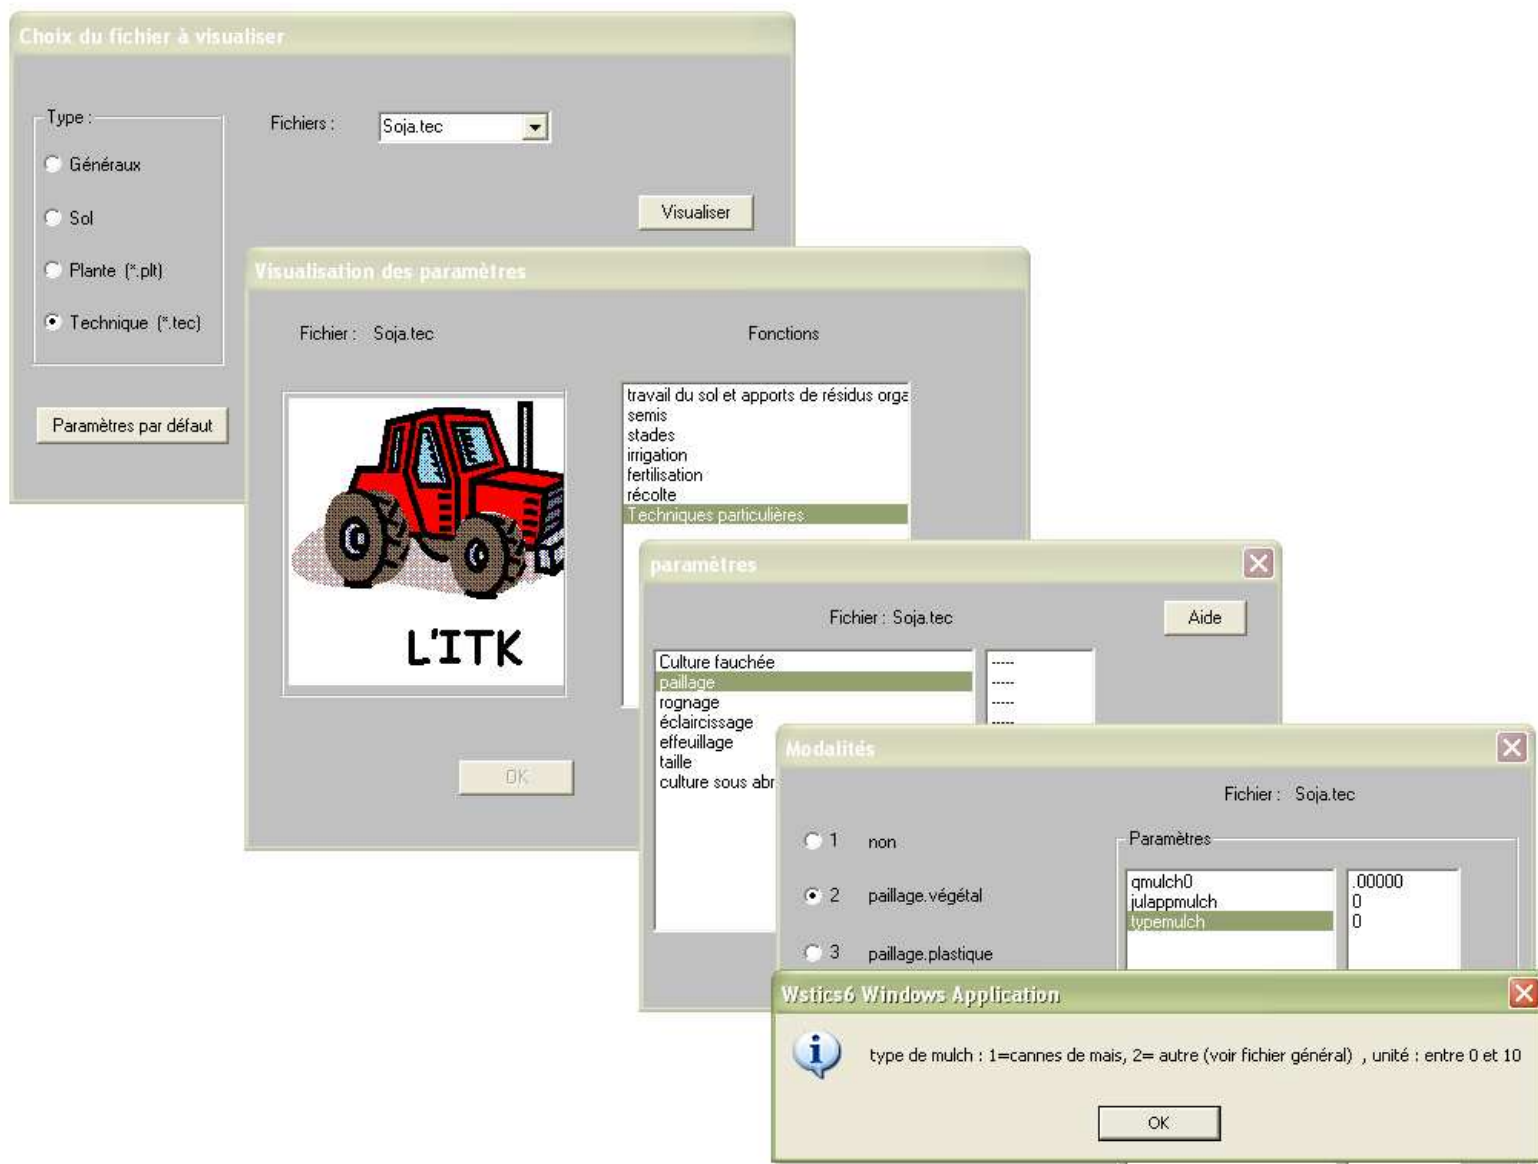 Choix du fichier à visualiser
Type :
Fichiers :
Soja.tec
Généraux
Sol
Visualiser
Plante (*.plt)
Technique (*.tec)
Paramètres par défaut
Visualisation des paramètres
Fichier : Soja.tec
Fonctions
travail du sol et apports de résidus orga
semis
stades
irrigation
fertilisation
récolte
Techniques particulières
L'ITK
OK
paramètres
Fichier : Soja.tec
Aide
Culture fauchée -----
paillage -----
rognage -----
éclaircissage -----
effeuillage
taille
culture sous abr
Modalités
Fichier : Soja.tec
1 non
2 paillage.végétal
3 paillage.plastique
Paramètres
qmulch0 .00000
julappmulch 0
typemulch 0
Wstics6 Windows Application
type de mulch : 1=cannes de mais, 2= autre (voir fichier général) , unité : entre 0 et 10
OK